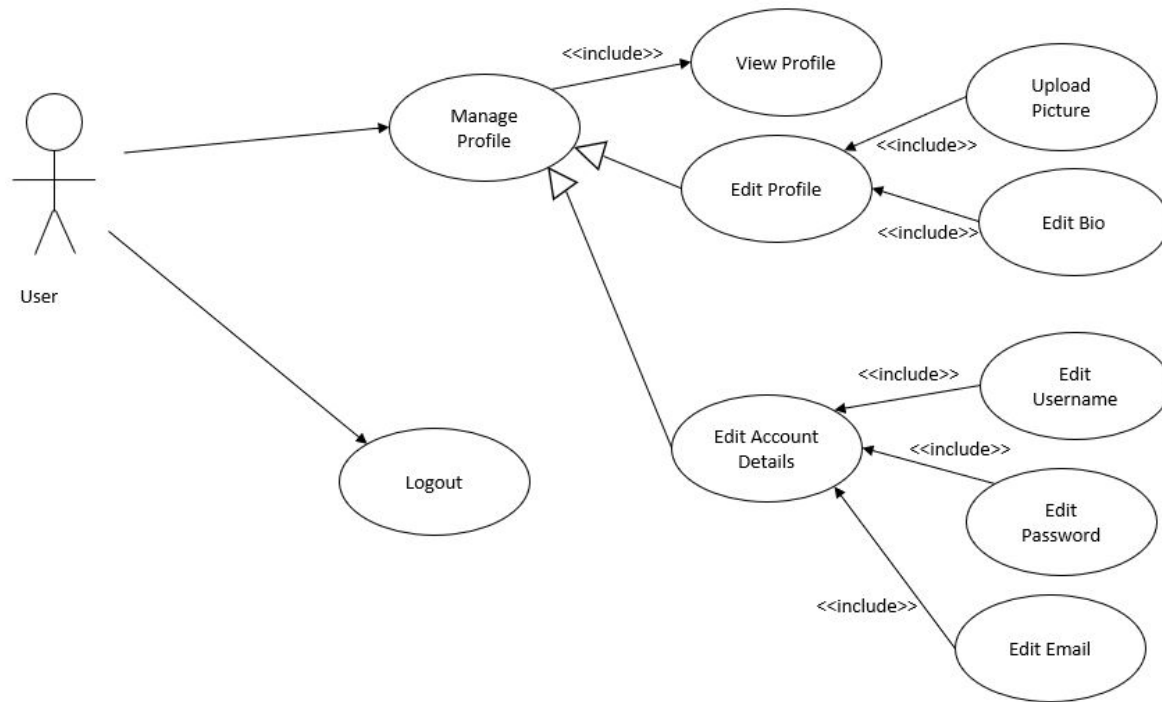 <<include>>
View Profile
Manage
Profile
Upload
Picture
<<include>>
Edit Profile
<<include>>
Edit Bio
User
<<include>>
Edit
Username
Edit Account
Details
<<include>>
Logout
Edit
Password
<<include>>
Edit Email